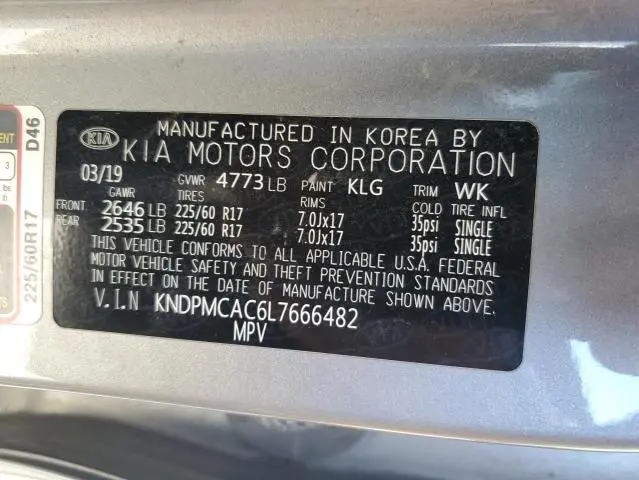 KIA
MANUFACTURED IN KOREA BY
KIA MOTORS CORPORATION
03/19 GVWR 4773 LB PAINT KLG TRIM WK
GAWR TIRES RIMS COLD TIRE INFL
FRONT 2646 LB 225/60 R17 7.0Jx17 35psi SINGLE
REAR 2535 LB 225/60 R17 7.0Jx17 35psi SINGLE
THIS VEHICLE CONFORMS TO ALL APPLICABLE U.S.A. FEDERAL
MOTOR VEHICLE SAFETY AND THEFT PREVENTION STANDARDS
IN EFFECT ON THE DATE OF MANUFACTURE SHOWN ABOVE.
V.I.N KNDPMCAC6L7666482
MPV
D46
225/60R17
3